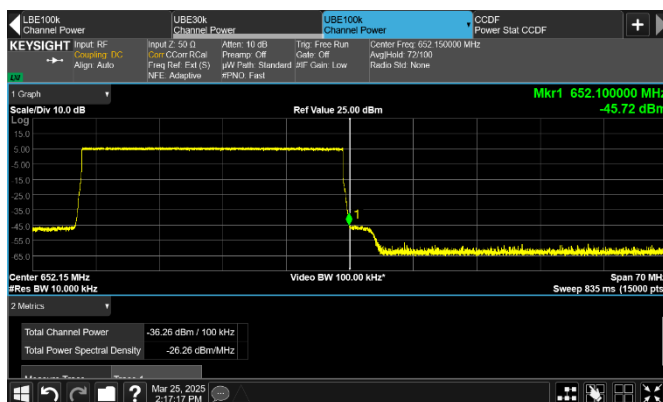 LBE100k
Channel Power
UBE30k
Channel Power
UBE100k
Channel Power
CCDF
Power Stat CCDF
KEYSIGHT
Input: RF
Coupling: DC
Align: Auto
Input Z: 50 Ω
Corr CCorr RCal
Freq Ref: Ext (S)
NFE: Adaptive
Atten: 10 dB
Preamp: Off
µW Path: Standard
#PNO: Fast
Trig: Free Run
Gate: Off
#IF Gain: Low
Center Freq: 652.150000 MHz
Avg|Hold: 72/100
Radio Std: None
1 Graph
Scale/Div 10.0 dB
Ref Value 25.00 dBm
Mkr1 652.100000 MHz
-45.72 dBm
Log
15.0
5.00
-5.00
-15.0
-25.0
-35.0
-45.0
-55.0
-65.0
1
Center 652.15 MHz
#Res BW 10.000 kHz
Video BW 100.00 kHz*
Span 70 MHz
Sweep 835 ms (15000 pts)
2 Metrics
Total Channel Power -36.26 dBm / 100 kHz
Total Power Spectral Density -26.26 dBm/MHz
Mar 25, 2025
2:17:17 PM